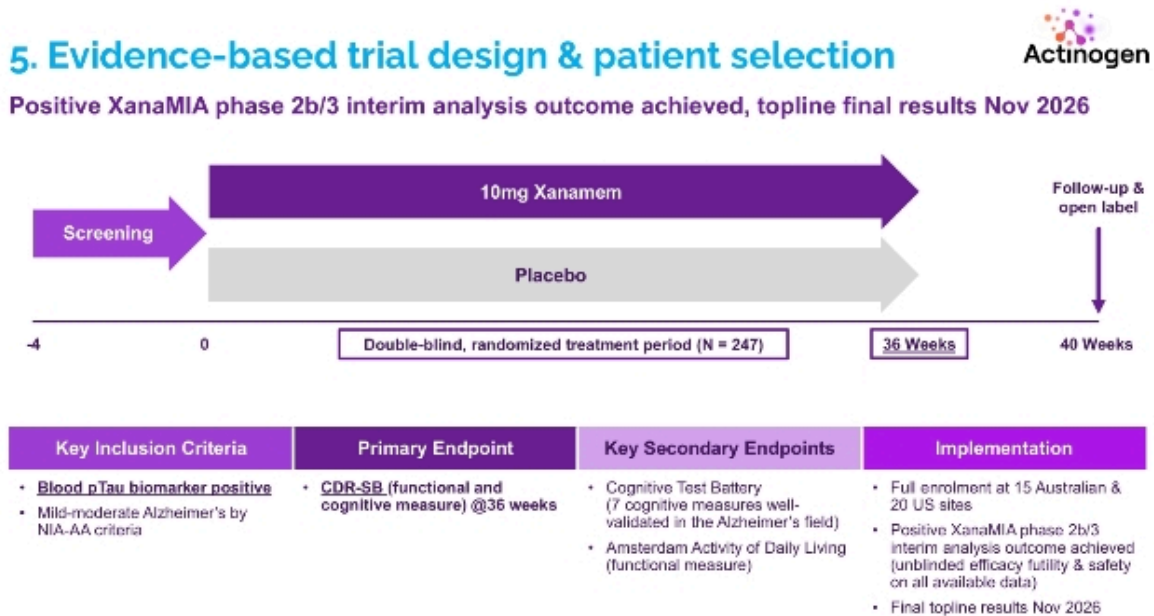 Actinogen
5. Evidence-based trial design & patient selection
Positive XanaMIA phase 2b/3 interim analysis outcome achieved, topline final results Nov 2026
10mg Xanamem
Follow-up &
open label
Screening
Placebo
-4
0
Double-blind, randomized treatment period (N = 247)
36 Weeks
40 Weeks
Key Inclusion Criteria
• Blood pTau biomarker positive
• Mild-moderate Alzheimer's by
NIA-AA criteria
Primary Endpoint
• CDR-SB (functional and
cognitive measure) @36 weeks
Key Secondary Endpoints
• Cognitive Test Battery
(7 cognitive measures well-
validated in the Alzheimer's field)
• Amsterdam Activity of Daily Living
(functional measure)
Implementation
• Full enrolment at 15 Australian &
20 US sites
• Positive XanaMIA phase 2b/3
interim analysis outcome achieved
(unblinded efficacy futility & safety
on all available data)
• Final topline results Nov 2026